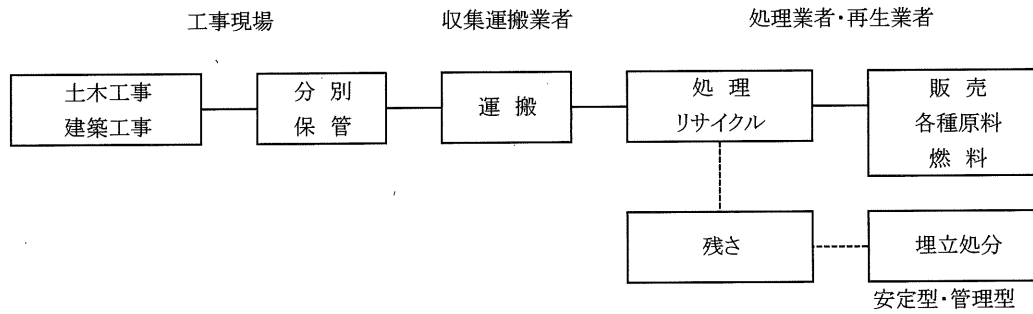 工事現場
収集運搬業者
処理業者・再生業者
土木工事
建築工事
分別
保管
運搬
処理
リサイクル
販売
各種原料
燃料
残さ
埋立処分
安定型・管理型